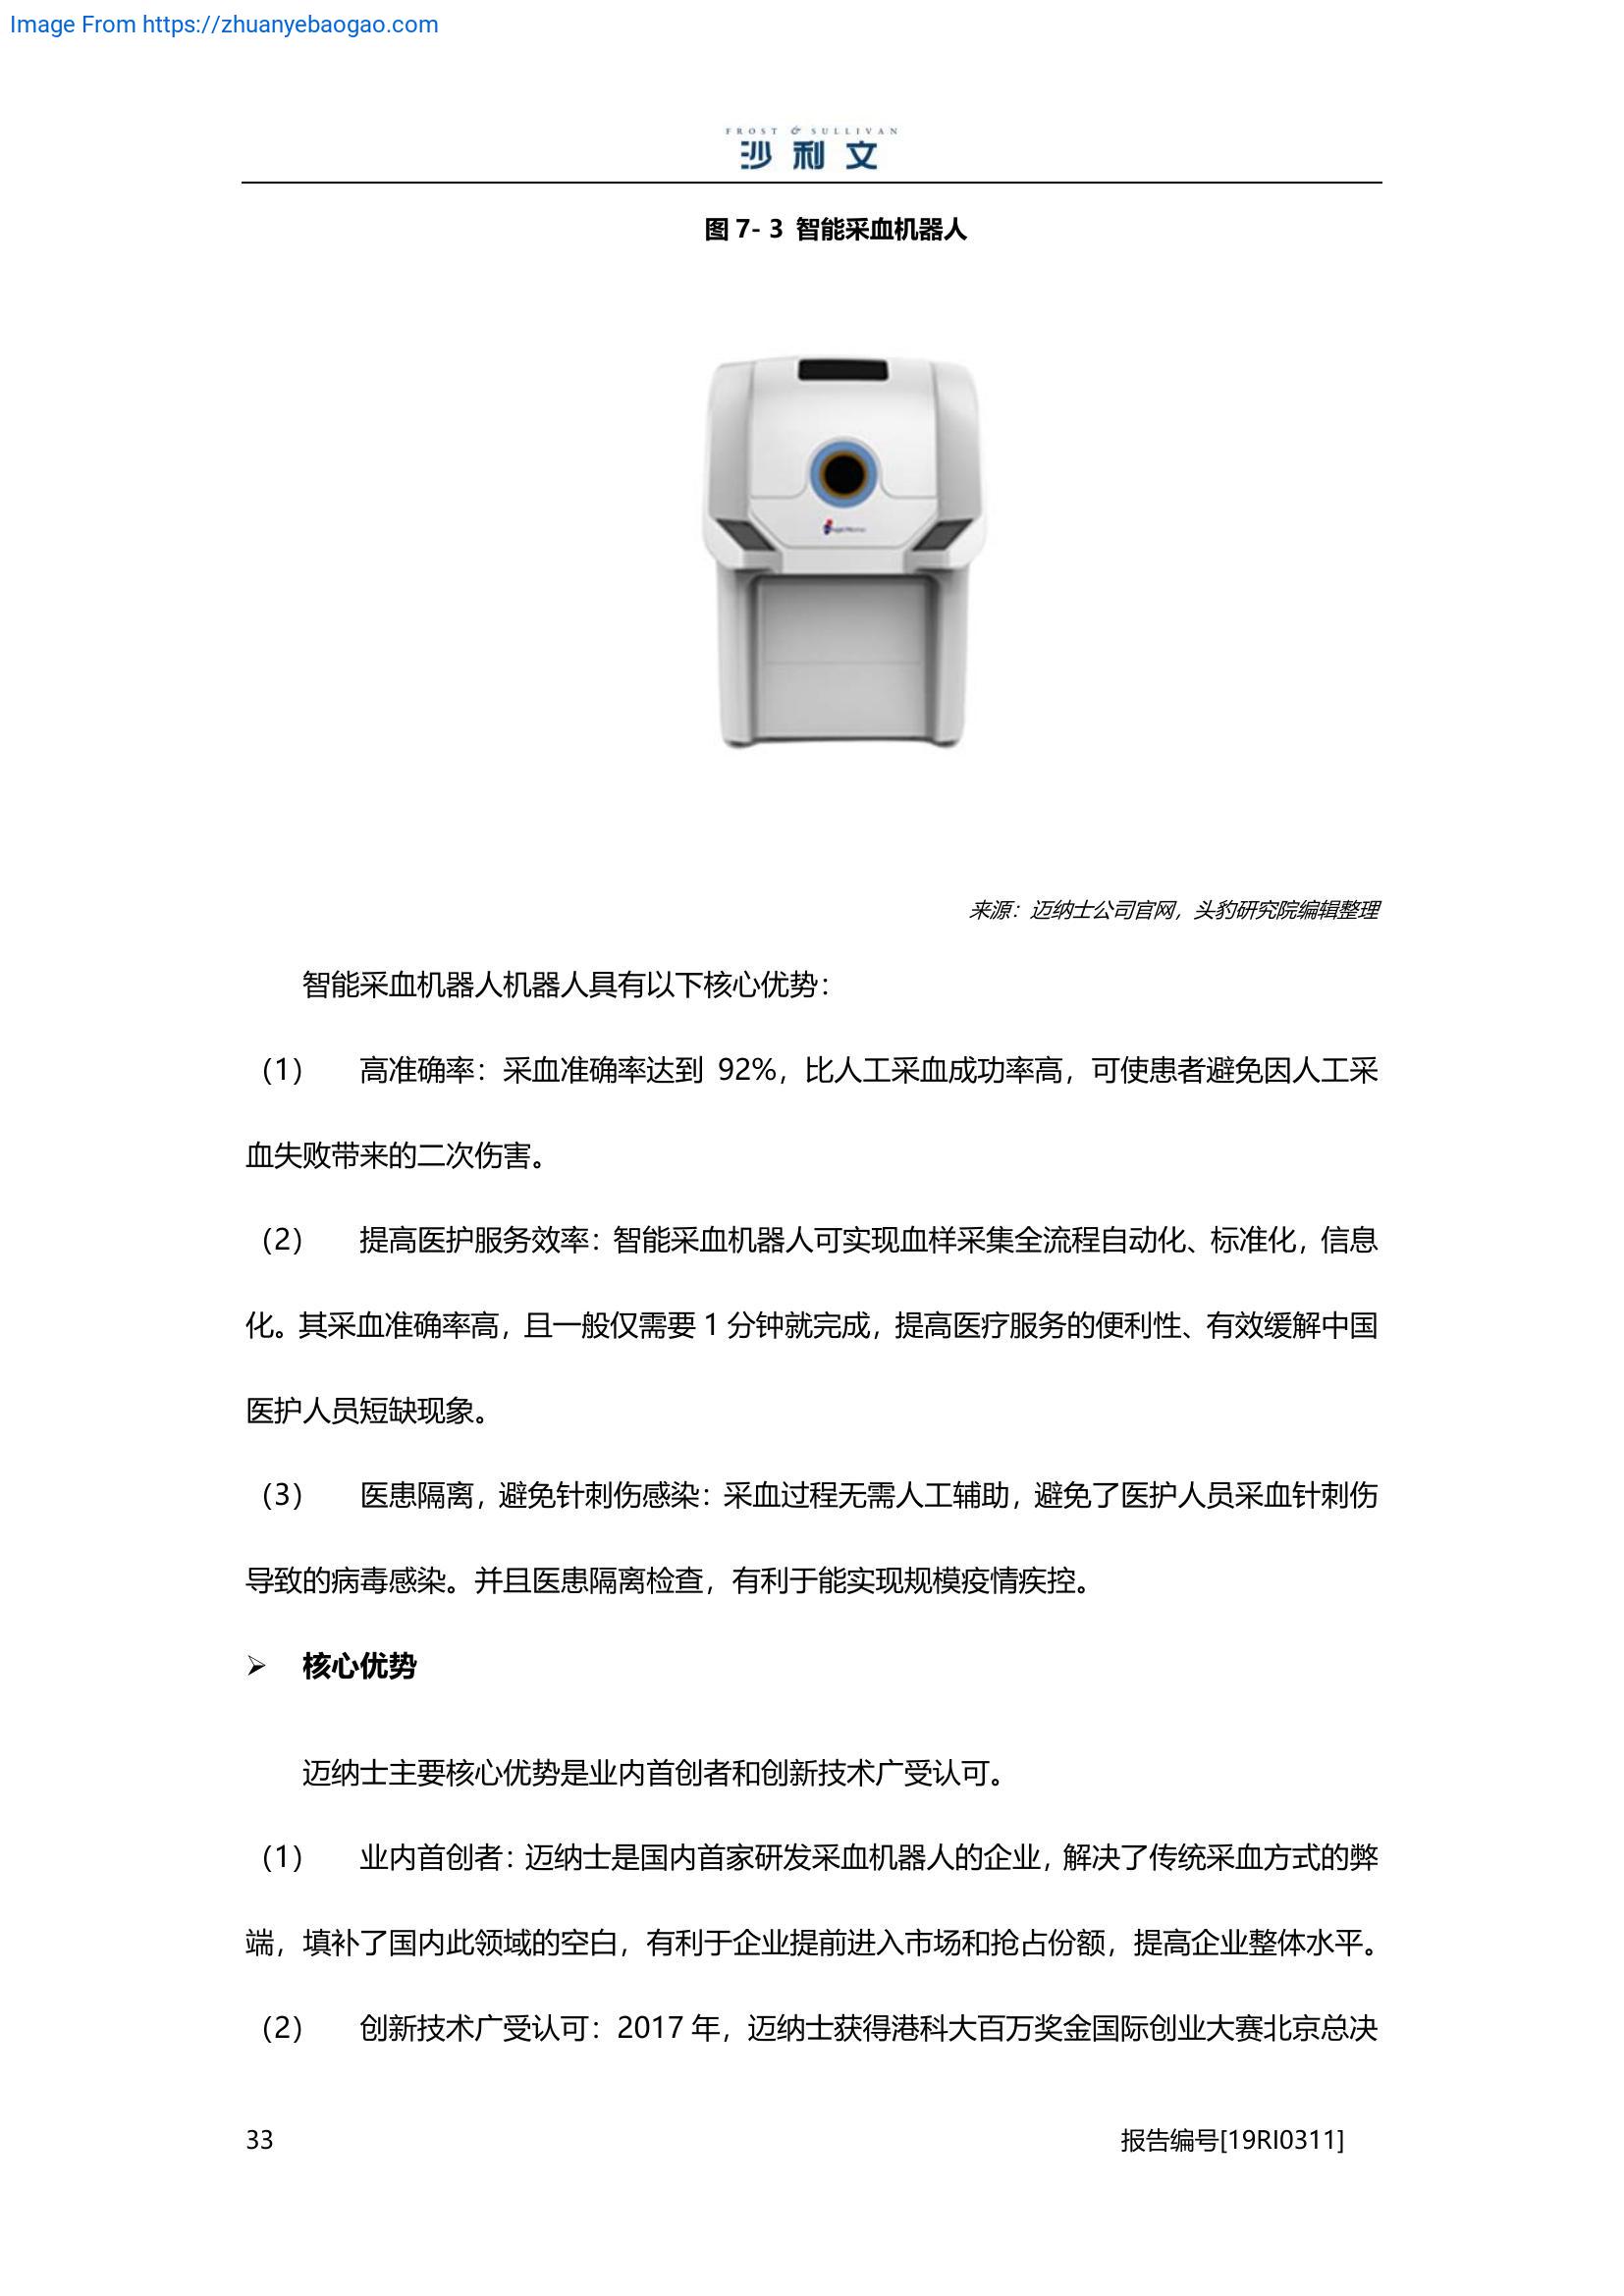 Image From https://zhuanyebaogao.com
FROST & SULLIVAN
沙利文
图 7- 3 智能采血机器人
来源：迈纳士公司官网，头豹研究院编辑整理
智能采血机器人机器人具有以下核心优势：
（1） 高准确率：采血准确率达到 92%，比人工采血成功率高，可使患者避免因人工采
血失败带来的二次伤害。
（2） 提高医护服务效率：智能采血机器人可实现血样采集全流程自动化、标准化，信息
化。其采血准确率高，且一般仅需要 1 分钟就完成，提高医疗服务的便利性、有效缓解中国
医护人员短缺现象。
（3） 医患隔离，避免针刺伤感染：采血过程无需人工辅助，避免了医护人员采血针刺伤
导致的病毒感染。并且医患隔离检查，有利于能实现规模疫情疾控。
➢ 核心优势
迈纳士主要核心优势是业内首创者和创新技术广受认可。
（1） 业内首创者：迈纳士是国内首家研发采血机器人的企业，解决了传统采血方式的弊
端，填补了国内此领域的空白，有利于企业提前进入市场和抢占份额，提高企业整体水平。
（2） 创新技术广受认可：2017 年，迈纳士获得港科大百万奖金国际创业大赛北京总决
33 报告编号[19RI0311]